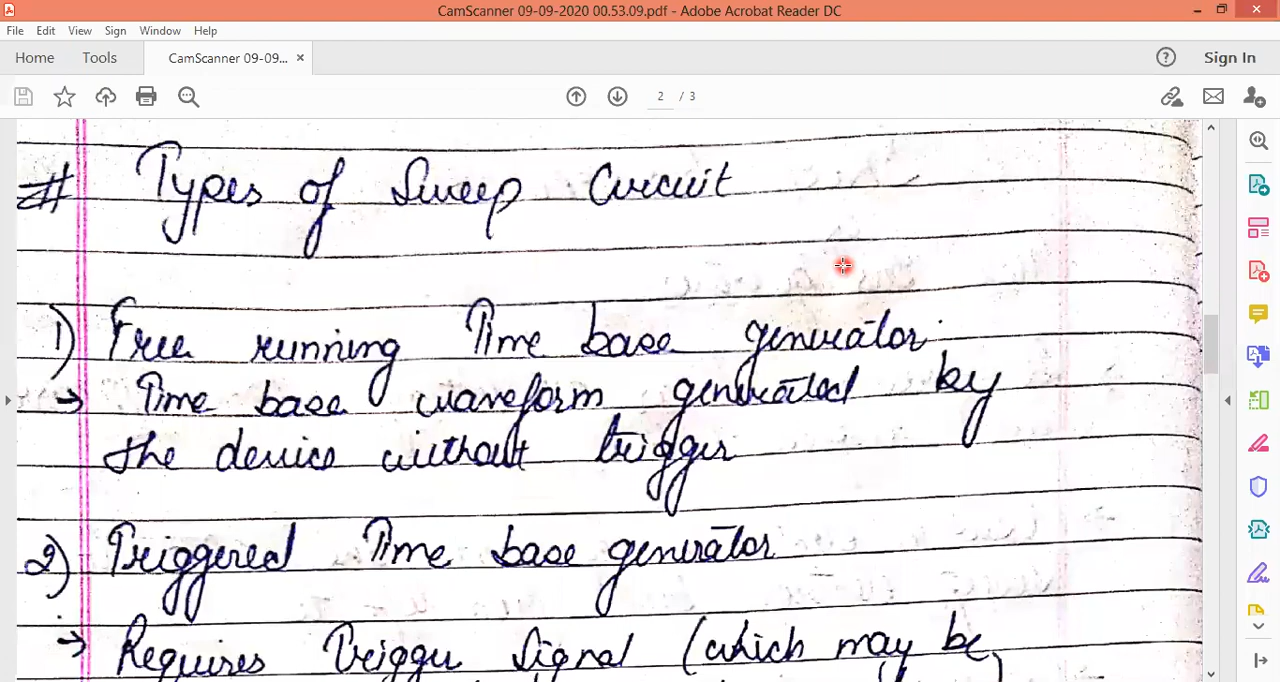 CamScanner 09-09-2020 00.53.09.pdf - Adobe Acrobat Reader DC
File Edit View Sign Window Help
Home Tools CamScanner 09-09... × Sign In
2 / 3
# Types of Sweep Circuit
1) Free running Time base generator.
→ Time base waveform generated by
the device without trigger
2) Triggered Time base generator
→ Requires Trigger Signal (which may be